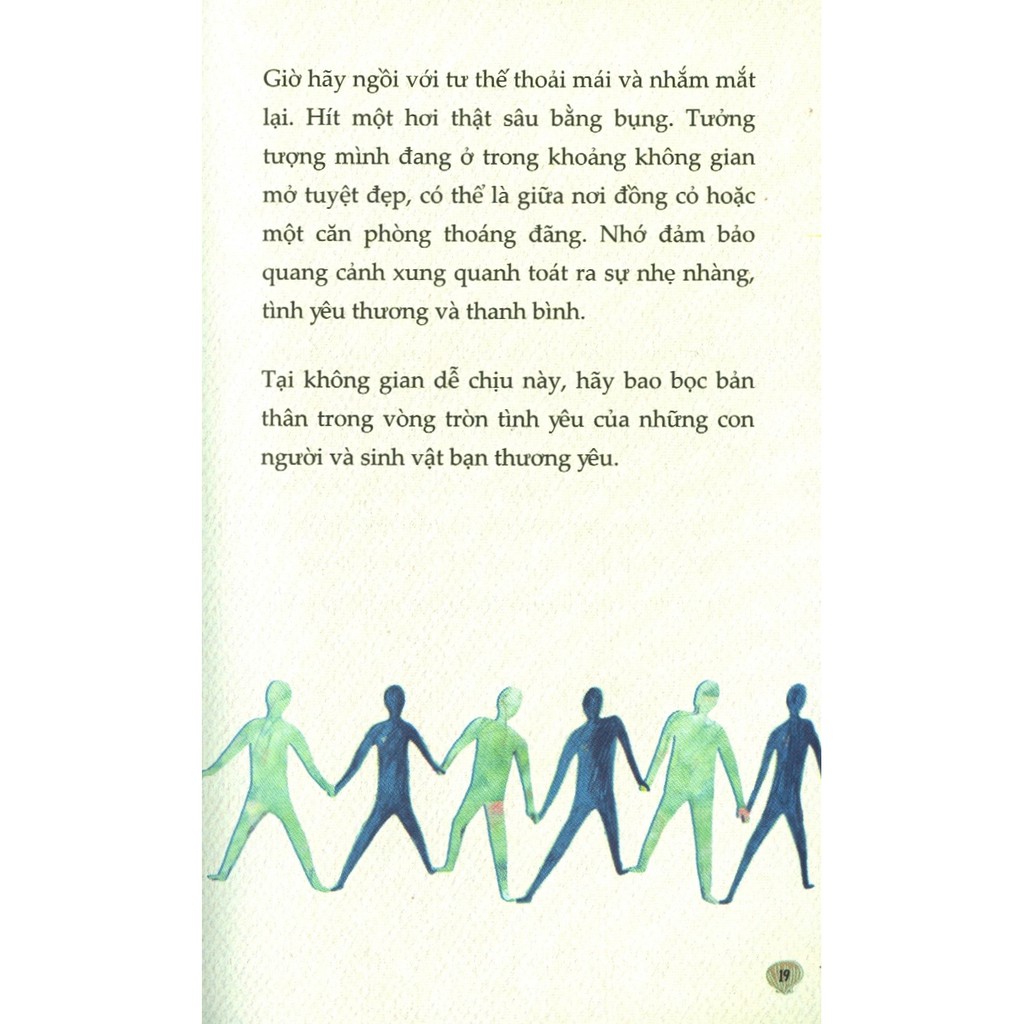 Giờ hãy ngồi với tư thế thoải mái và nhắm mắt
lại. Hít một hơi thật sâu bằng bụng. Tưởng
tượng mình đang ở trong khoảng không gian
mở tuyệt đẹp, có thể là giữa nơi đồng cỏ hoặc
một căn phòng thoáng đãng. Nhớ đảm bảo
quang cảnh xung quanh toát ra sự nhẹ nhàng,
tình yêu thương và thanh bình.
Tại không gian dễ chịu này, hãy bao bọc bản
thân trong vòng tròn tình yêu của những con
người và sinh vật bạn thương yêu.
19